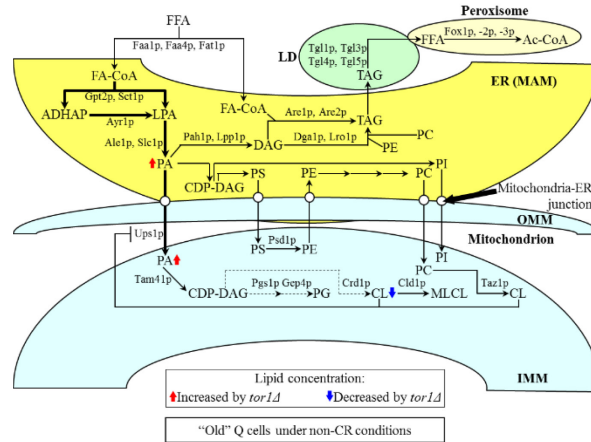 Peroxisome
FFA
Faa1p, Faa4p, Fat1p
LD
Tgl1p, Tgl3p
Tgl4p, Tgl5p
TAG
FFA
Fox1p, -2p, -3p
Ac-CoA
FA-CoA
Gpt2p, Sct1p
ER (MAM)
ADHAP
Ayr1p
LPA
FA-CoA
Are1p, Are2p
TAG
Ale1p, Slc1p
Pah1p, Lpp1p
DAG
Dga1p, Lro1p
PC
PE
PA
CDP-DAG
PS
PE
PC
PI
Mitochondria-ER
junction
OMM
Mitochondrion
Ups1p
PS
Psd1p
PE
PA
PI
PC
Tam41p
CDP-DAG
Pgs1p
Gep4p
PG
Crd1p
CL
Cld1p
MLCL
Taz1p
CL
IMM
Lipid concentration:
Increased by tor1Δ
Decreased by tor1Δ
“Old” Q cells under non-CR conditions